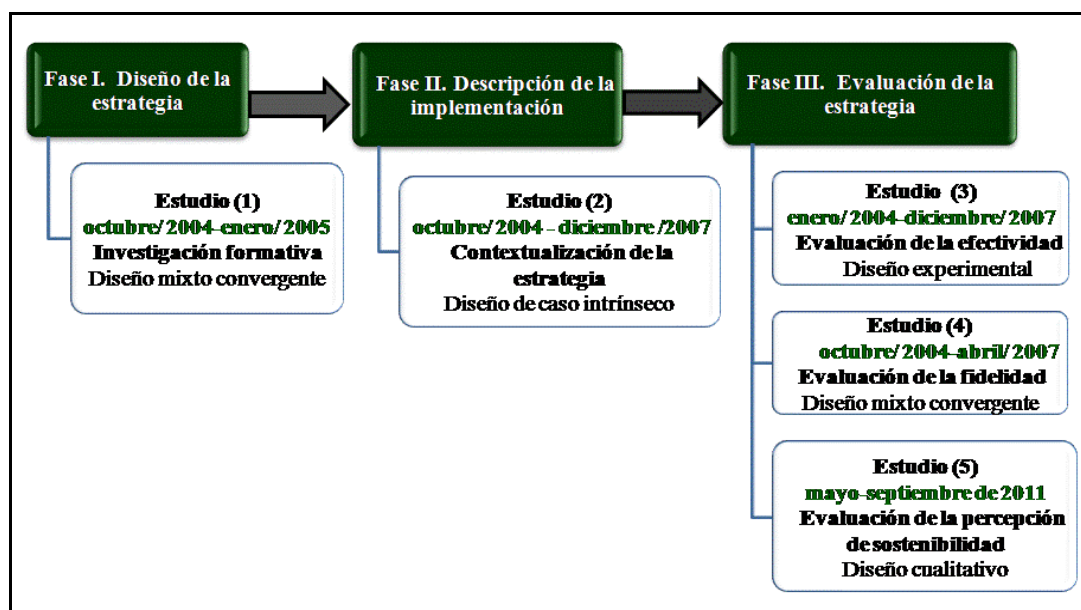 Fase I. Diseño de la
estrategia
Estudio (1)
octubre/ 2004-enero/ 2005
Investigación formativa
Diseño mixto convergente
Fase II. Descripción de la
implementación
Estudio (2)
octubre/ 2004 – diciembre /2007
Contextualización de la
estrategia
Diseño de caso intrínseco
Fase III. Evaluación de la
estrategia
Estudio (3)
enero/ 2004-diciembre/ 2007
Evaluación de la efectividad
Diseño experimental
Estudio (4)
octubre/ 2004-abril/ 2007
Evaluación de la fidelidad
Diseño mixto convergente
Estudio (5)
mayo-septiembre de 2011
Evaluación de la percepción
de sostenibilidad
Diseño cualitativo